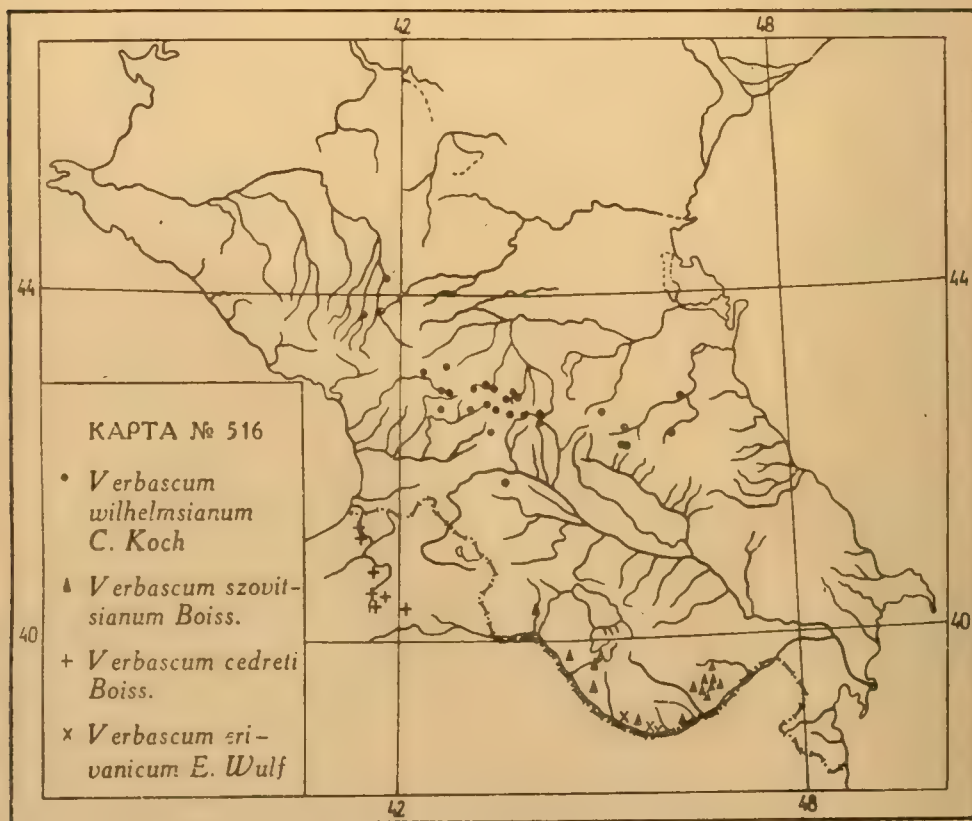 42 48
44 44
КАРТА № 516
Verbascum
wilhelmsianum
C. Koch
Verbascum szovit-
sianum Boiss.
40 40
+ Verbascum cedreti
Boiss.
x Verbascum eri-
vanicum E. Wulf
42 48